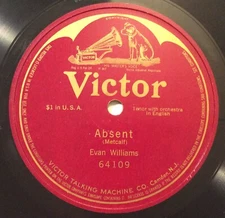 Victor
$1 in U.S.A.
Tenor with orchestra
in English
Absent
(Metcalf)
Evan Williams
64109
VICTOR TALKING MACHINE CO. Camden, N.J.